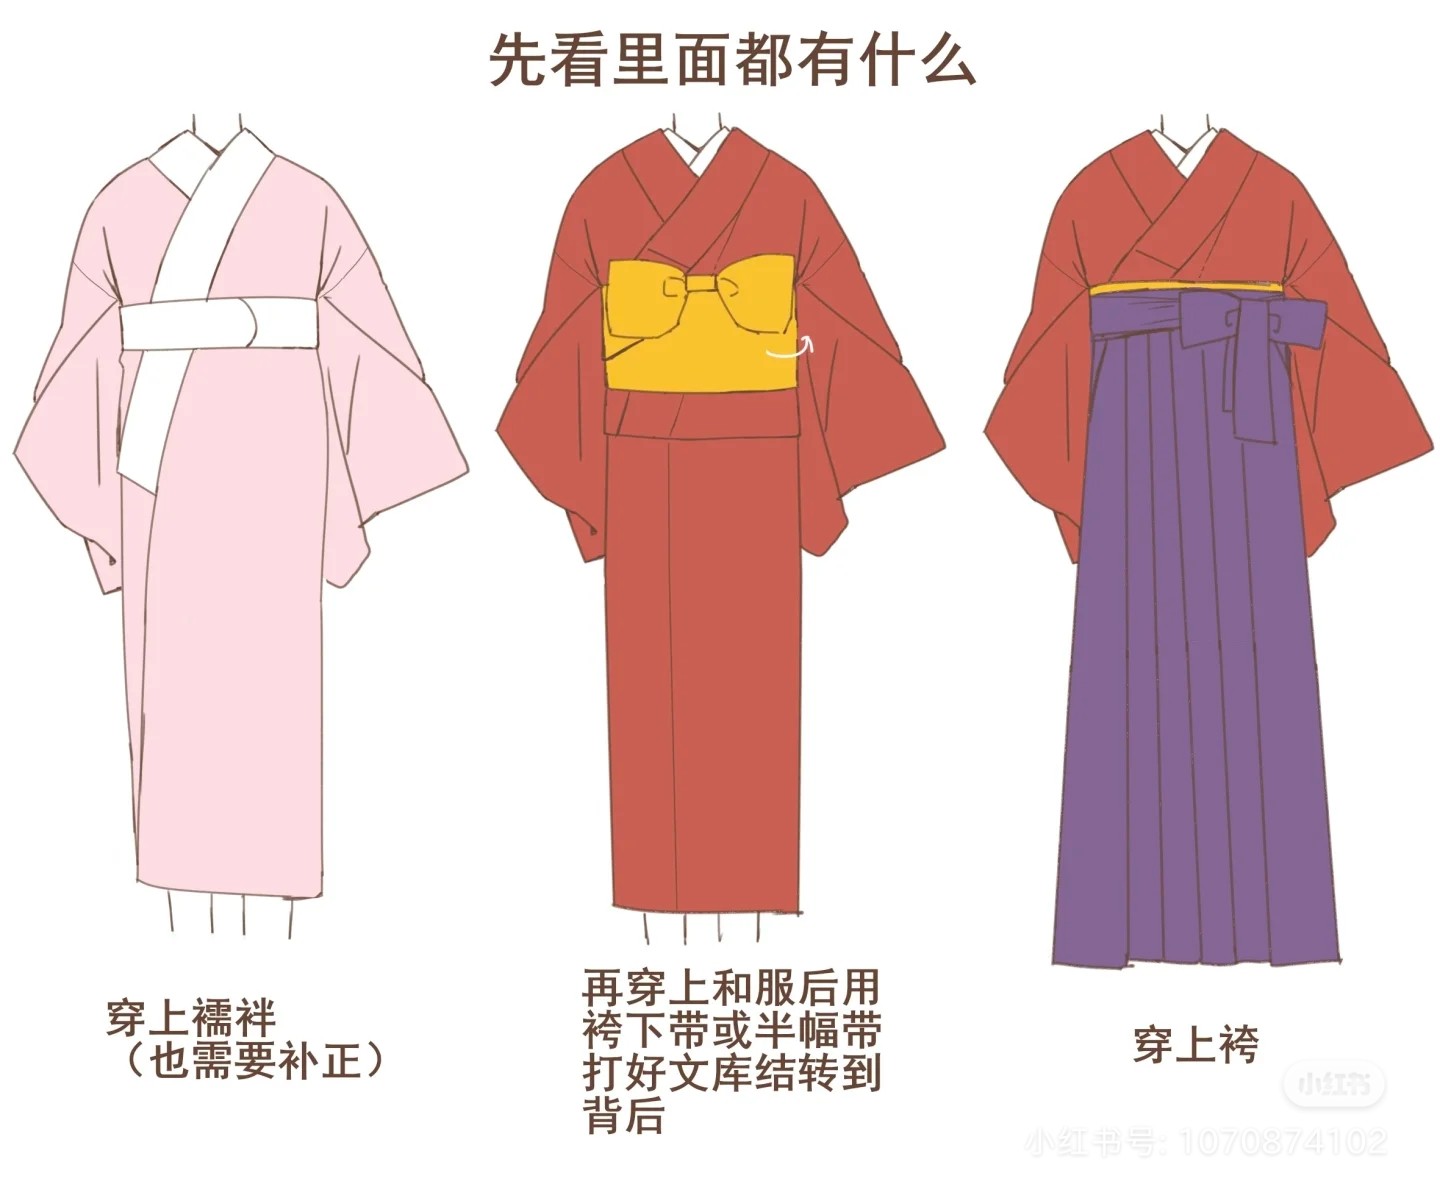 先看里面都有什么
穿上襦袢
（也需要补正）
再穿上和服后用
袴下带或半幅带
打好文库结转到
背后
穿上袴
小红书
小红书号: 1070874102